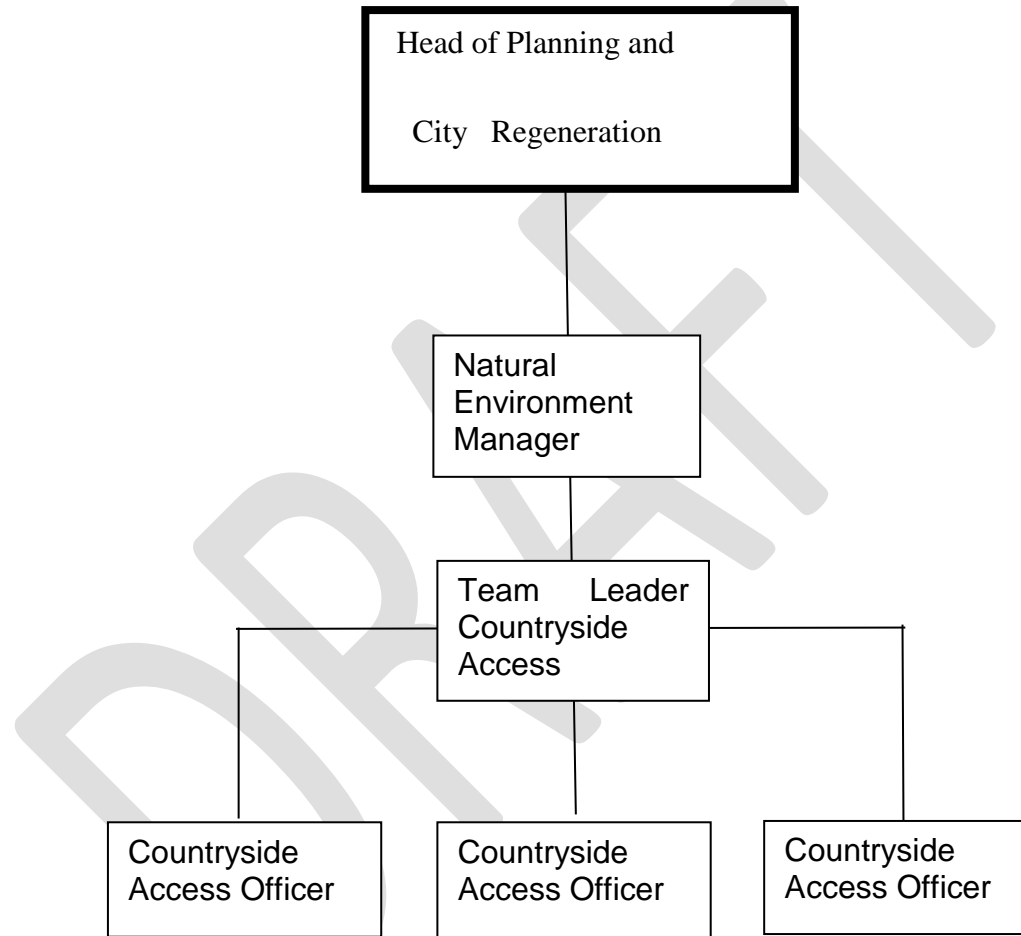 Head of Planning and
City Regeneration
Natural
Environment
Manager
Team Leader
Countryside
Access
Countryside
Access Officer
Countryside
Access Officer
Countryside
Access Officer
DRAFT